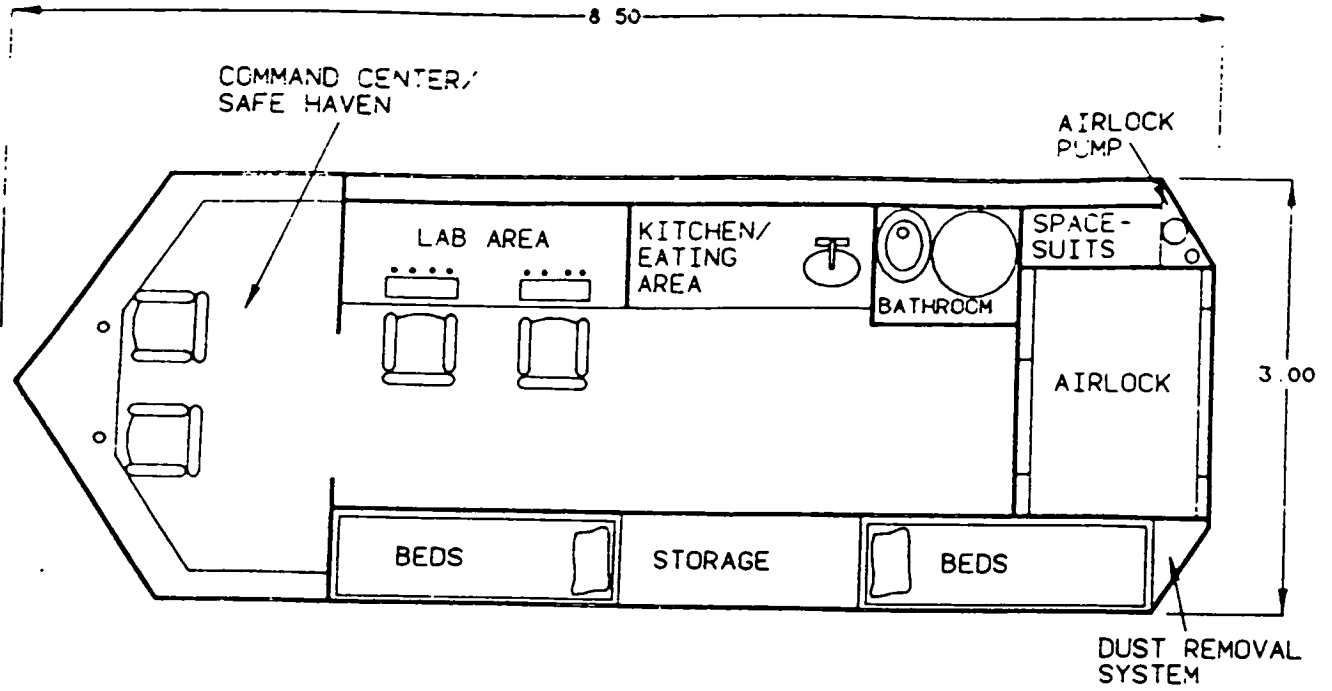 8 50
COMMAND CENTER/
SAFE HAVEN
AIRLOCK
PUMP
LAB AREA
KITCHEN/
EATING
AREA
SPACE-
SUITS
BATHROOM
AIRLOCK
3.00
BEDS
STORAGE
BEDS
DUST REMOVAL
SYSTEM